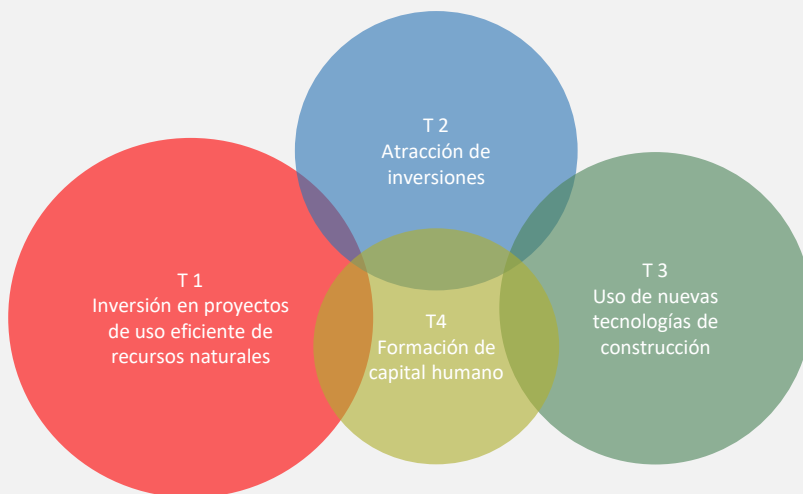 T 2
Atracción de
inversiones
T 1
Inversión en proyectos
de uso eficiente de
recursos naturales
T 3
Uso de nuevas
tecnologías de
construcción
T4
Formación de
capital humano